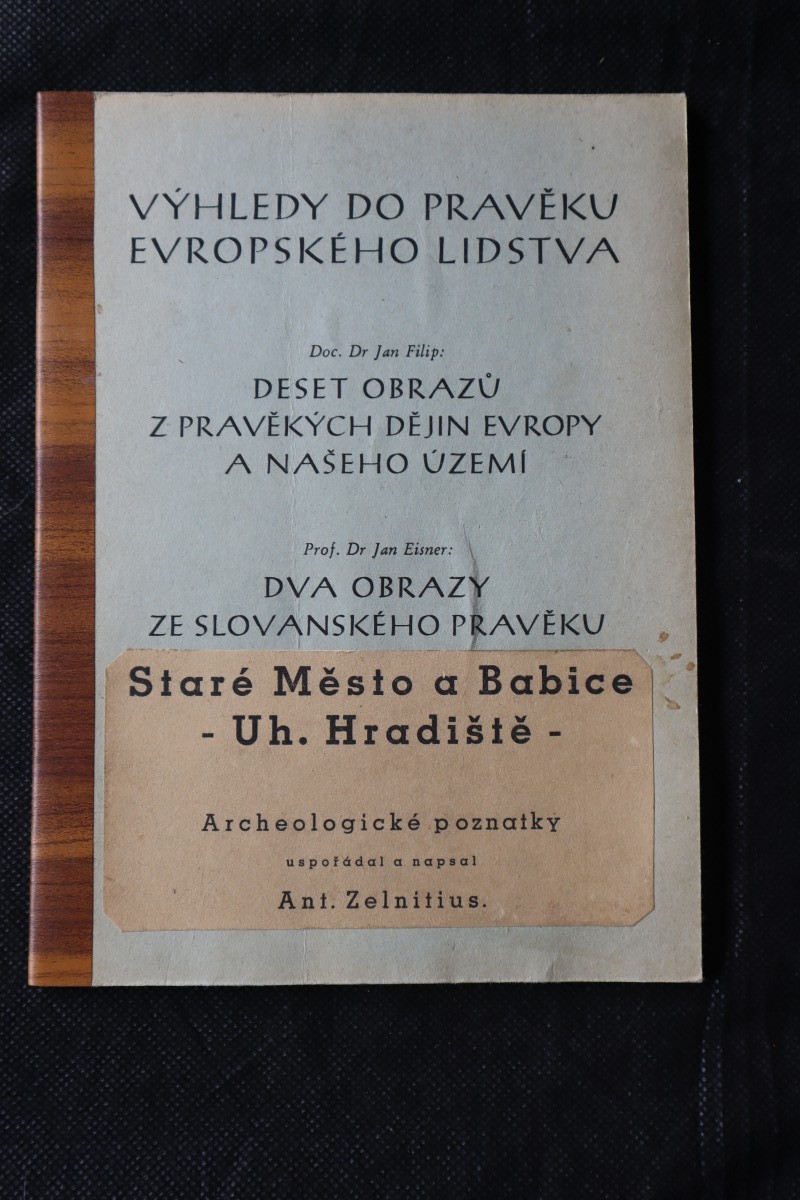 VÝHLEDY DO PRAVĚKU
EVROPSKÉHO LIDSTVA
Doc. Dr Jan Filip:
DESET OBRAZŮ
Z PRAVĚKÝCH DĚJIN EVROPY
A NAŠEHO ÚZEMÍ
Prof. Dr Jan Eisner:
DVA OBRAZY
ZE SLOVANSKÉHO PRAVĚKU
Staré Město a Babice
- Uh. Hradiště -
Archeologické poznatky
uspořádal a napsal
Ant. Zelnitius.